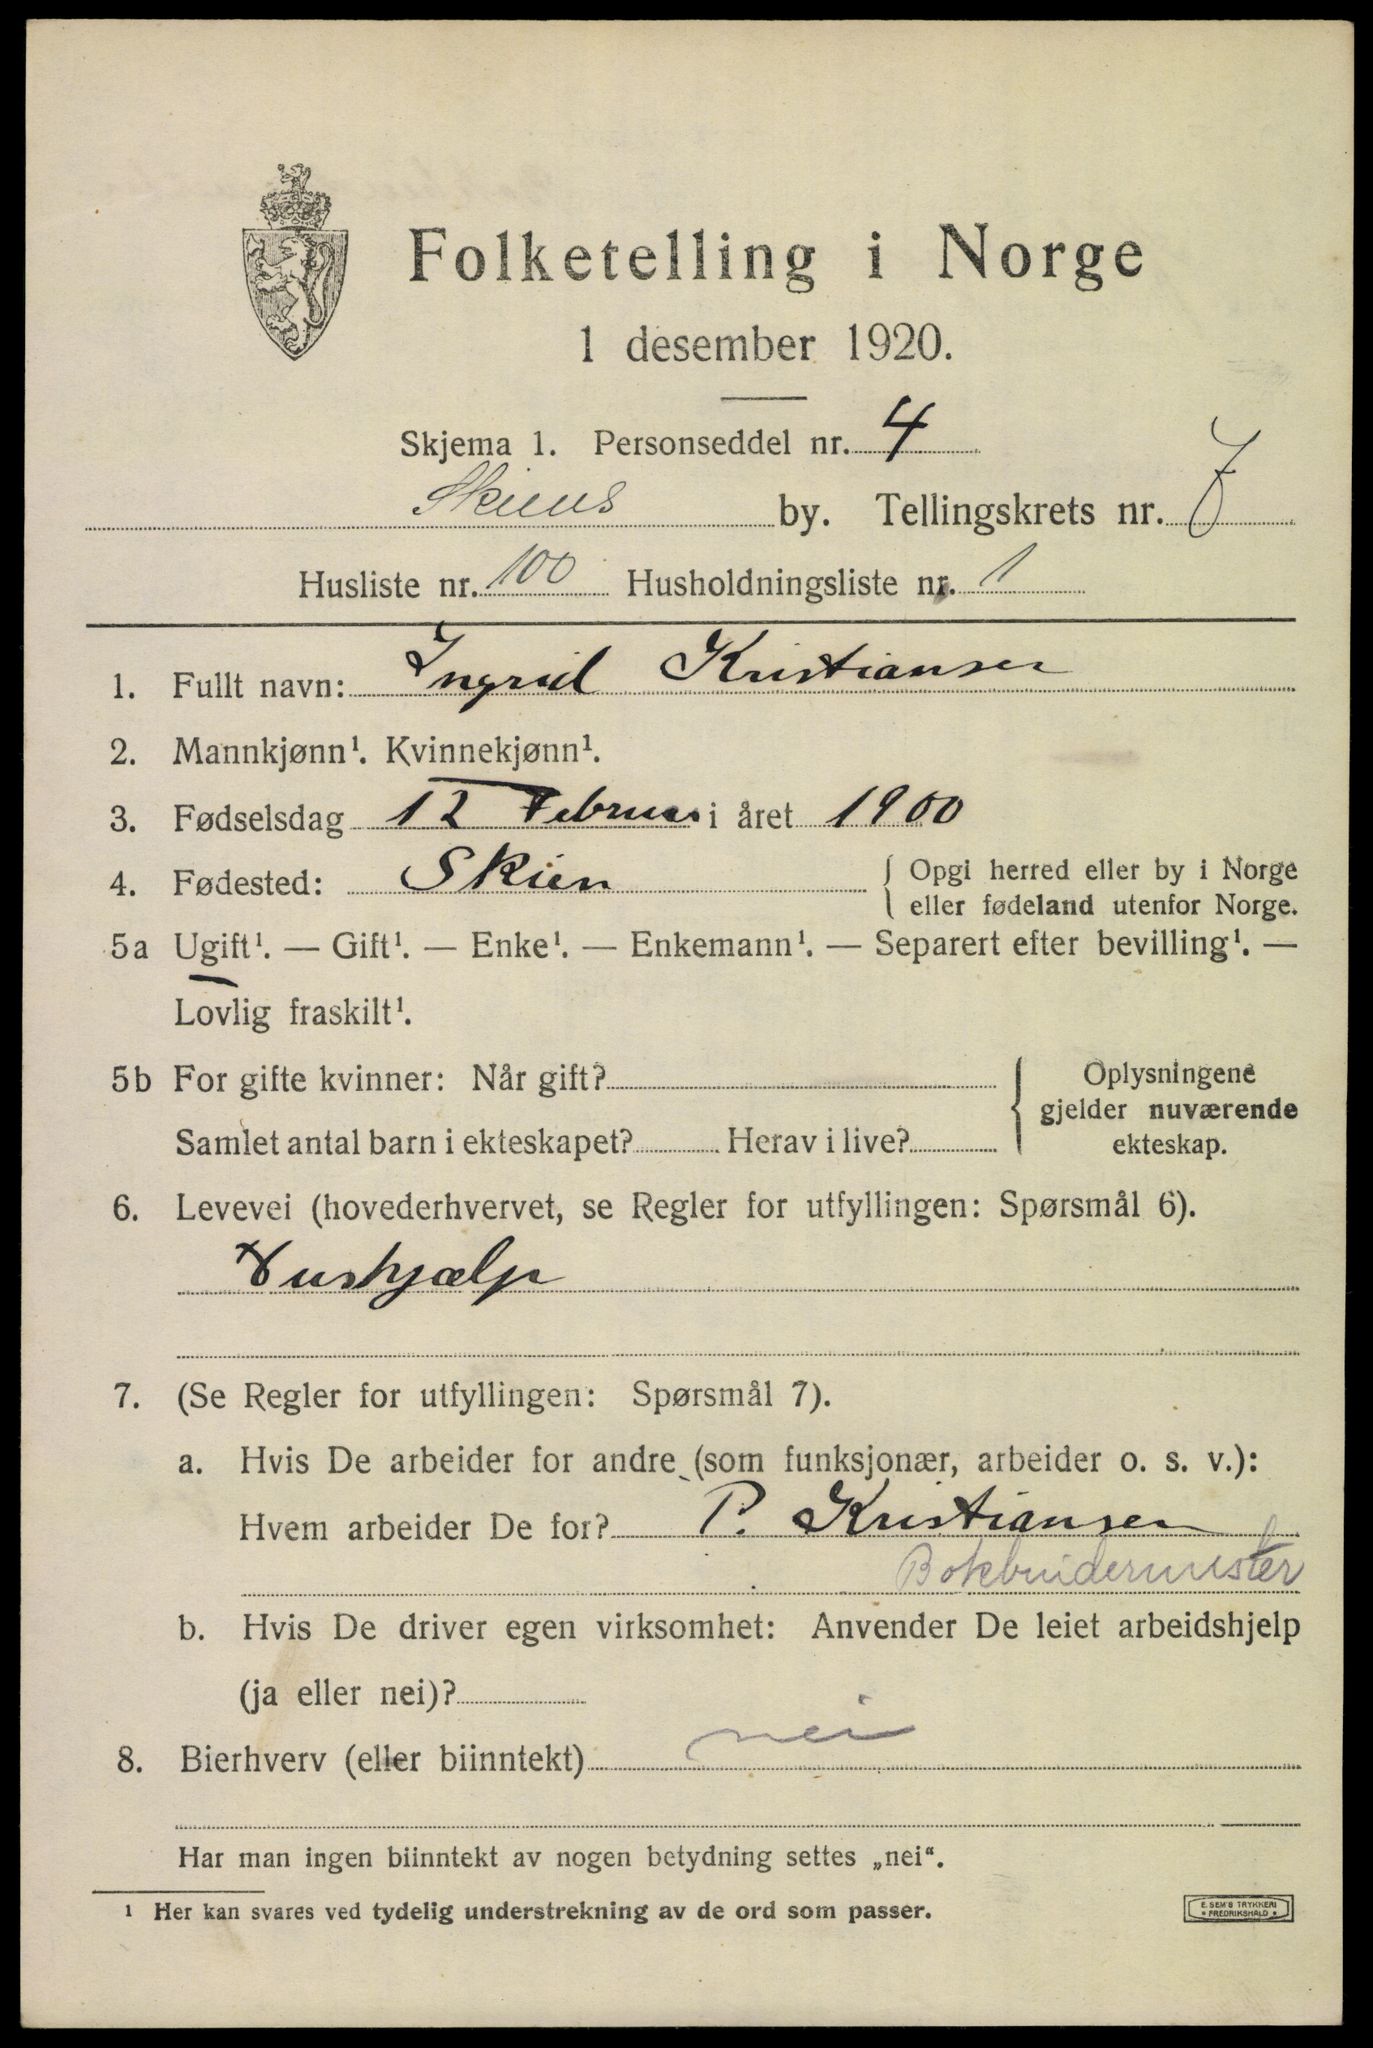 Folketelling i Norge
1 desember 1920.
Skjema 1. Personseddel nr. 4
Skiens by. Tellingskrets nr. 7
Husliste nr. 100 Husholdningsliste nr. 1
1. Fullt navn: Ingrid Kristiansen
2. Mannkjønn¹. Kvinnekjønn¹.
3. Fødselsdag 12 Februar i året 1900
4. Fødested: Skien { Opgi herred eller by i Norge
eller fødeland utenfor Norge.
5a Ugift¹. — Gift¹. — Enke¹. — Enkemann¹. — Separert efter bevilling¹. —
Lovlig fraskilt¹.
5b For gifte kvinner: Når gift? { Oplysningene
gjelder nuværende
Samlet antal barn i ekteskapet? Herav i live? ekteskap.
6. Levevei (hovederhvervet, se Regler for utfyllingen: Spørsmål 6).
Hushjælp
7. (Se Regler for utfyllingen: Spørsmål 7).
a. Hvis De arbeider for andre (som funksjonær, arbeider o. s. v.):
Hvem arbeider De for? P. Kristiansen
Bokbindermester
b. Hvis De driver egen virksomhet: Anvender De leiet arbeidshjelp
(ja eller nei)?
8. Bierhverv (eller biinntekt) nei
Har man ingen biinntekt av nogen betydning settes „nei“.
¹ Her kan svares ved tydelig understrekning av de ord som passer.
E. SEM'S TRYKKERI
* FREDRIKSHALD *